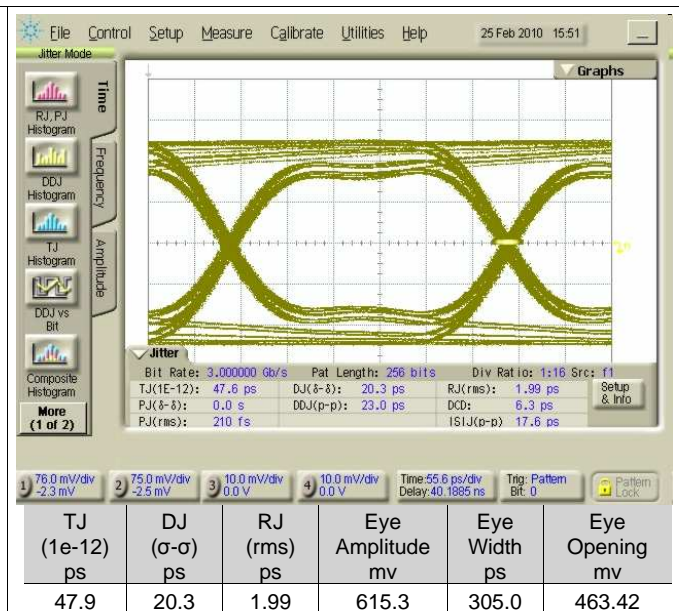 File Control Setup Measure Calibrate Utilities Help 25 Feb 2010 15:51
Jitter Mode
Graphs
RJ, PJ
Histogram
DDJ
Histogram
TJ
Histogram
DDJ vs
Bit
Composite
Histogram
More
(1 of 2)
Time
Frequency
Amplitude
Jitter
Bit Rate: 3.000000 Gb/s Pat Length: 256 bits Div Ratio: 1:16 Src: f1
TJ(1E-12): 47.6 ps DJ(δ-δ): 20.3 ps RJ(rms): 1.99 ps
PJ(δ-δ): 0.0 s DDJ(p-p): 23.0 ps DCD: 6.3 ps
PJ(rms): 210 fs ISI(p-p) 17.6 ps
Setup
& Info
1) 76.0 mV/div
-2.3 mV
2) 75.0 mV/div
-2.5 mV
3) 10.0 mV/div
0.0 V
4) 10.0 mV/div
0.0 V
Time:55.6 ps/div
Delay:40.1885 ns
Trig: Pattern
Bit: 0
Pattern
Lock
TJ
(1e-12)
ps
DJ
(σ-σ)
ps
RJ
(rms)
ps
Eye
Amplitude
mv
Eye
Width
ps
Eye
Opening
mv
47.9 20.3 1.99 615.3 305.0 463.42